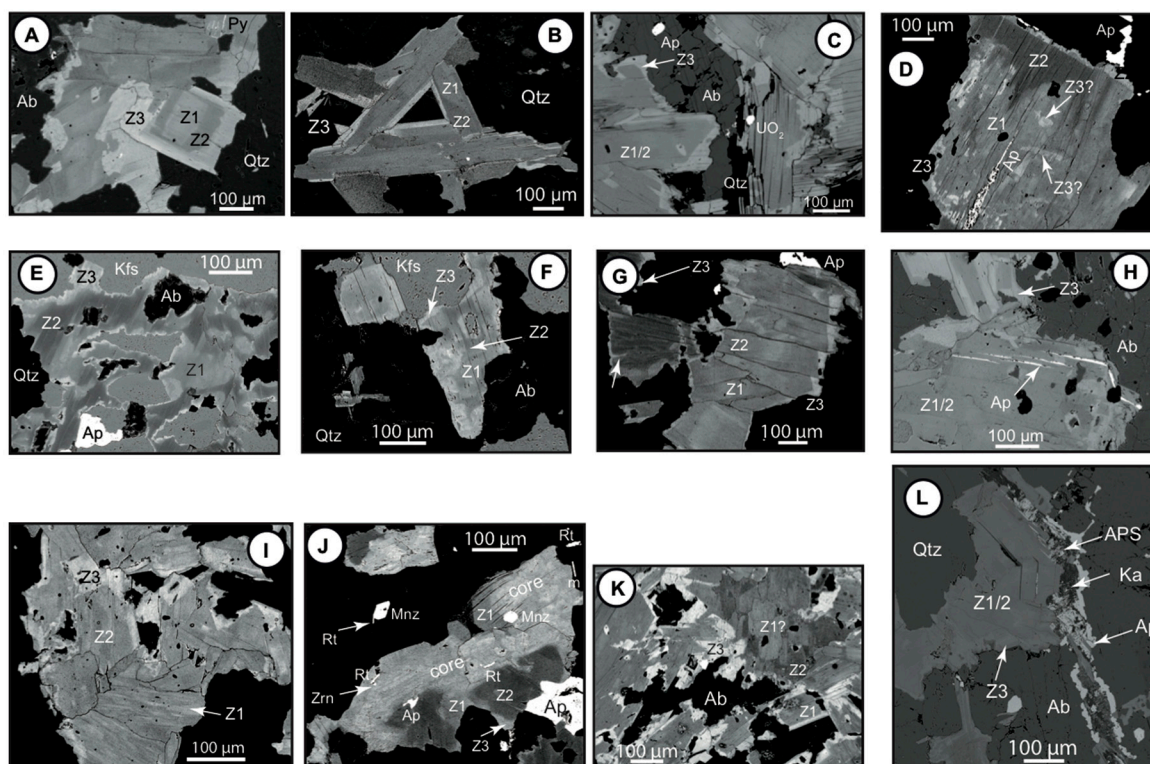 A
Py
Ab
Z3
Z1
Z2
Qtz
100 µm
B
Z1
Qtz
Z3
Z2
100 µm
C
Ap
Z3
Ab
UO2
Z1/2
Qtz
100 µm
100 µm
Ap
D
Z2
Z3?
Z1
Ap
Z3
Z3?
E
Z3
Kfs
100 µm
Ab
Z2
Z1
Qtz
Ap
Kfs
Z3
F
Z2
Z1
Ab
Qtz
100 µm
G
Z3
Ap
Z2
Z1
Z3
100 µm
H
Z3
Ab
Ap
Z1/2
100 µm
I
Z3
Z2
Z1
100 µm
J
100 µm
Rt
core
m
Mnz
Z1
Mnz
Rt
core
Rt
Rt
Zrn
Z2
Ap
Z1
Ap
Z3
K
Z1?
Z3
Z2
Ab
Z1
100 µm
L
Qtz
APS
Ka
Z1/2
Ap
Z3
Ab
100 µm